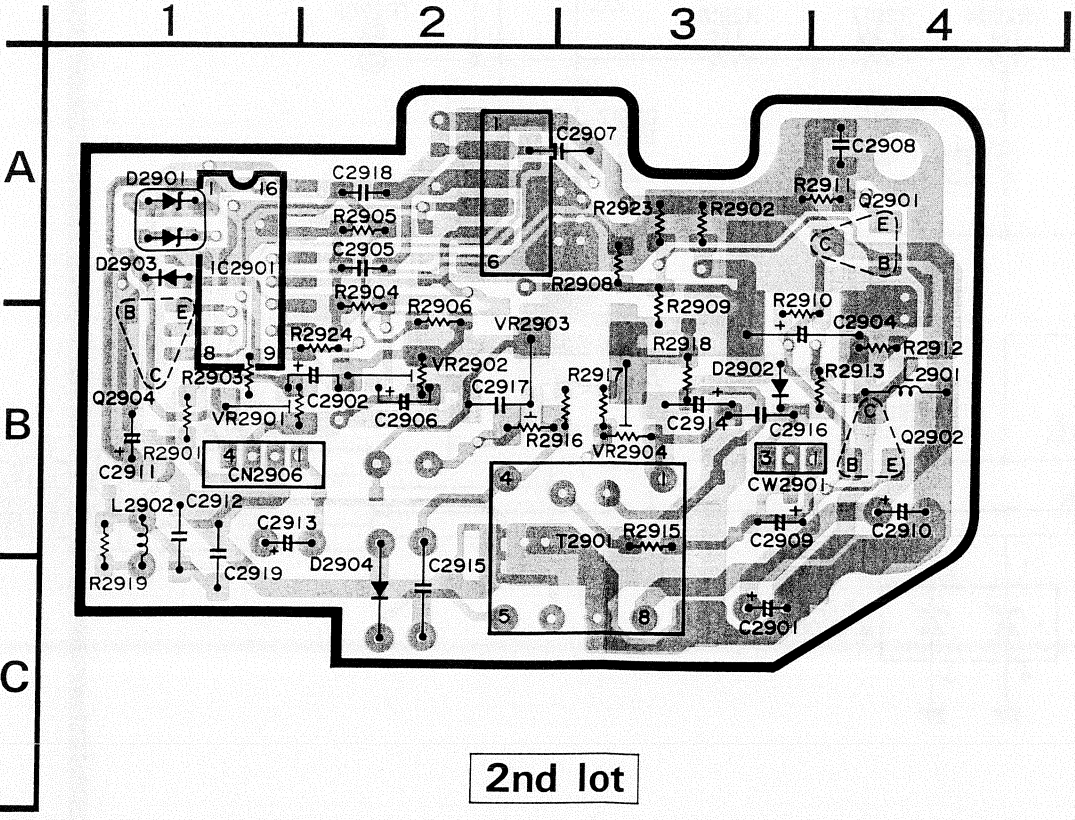 1 2 3 4
A
B
C
1
C2907
C2908
D2901
1 16
C2918
R2911
R2905
R2923
R2902
Q2901
E
C
B
C2905
D2903
IC2901
6
R2908
R2904
R2906
R2909
R2910
B E
VR2903
C2904
R2924
R2918
R2912
8 9
VR2902
D2902
R2913
L2901
C
R2903
R2917
Q2904
C2902
C2917
VR2901
C2906
C2914
C2916
C
R2901
R2916
Q2902
C2911
4 1
VR2904
3 1
B E
CN2906
4 1
CW2901
L2902
C2912
C2913
R2915
C2909
C2910
T2901
R2919
C2919
D2904
C2915
5 8
C2901
2nd lot